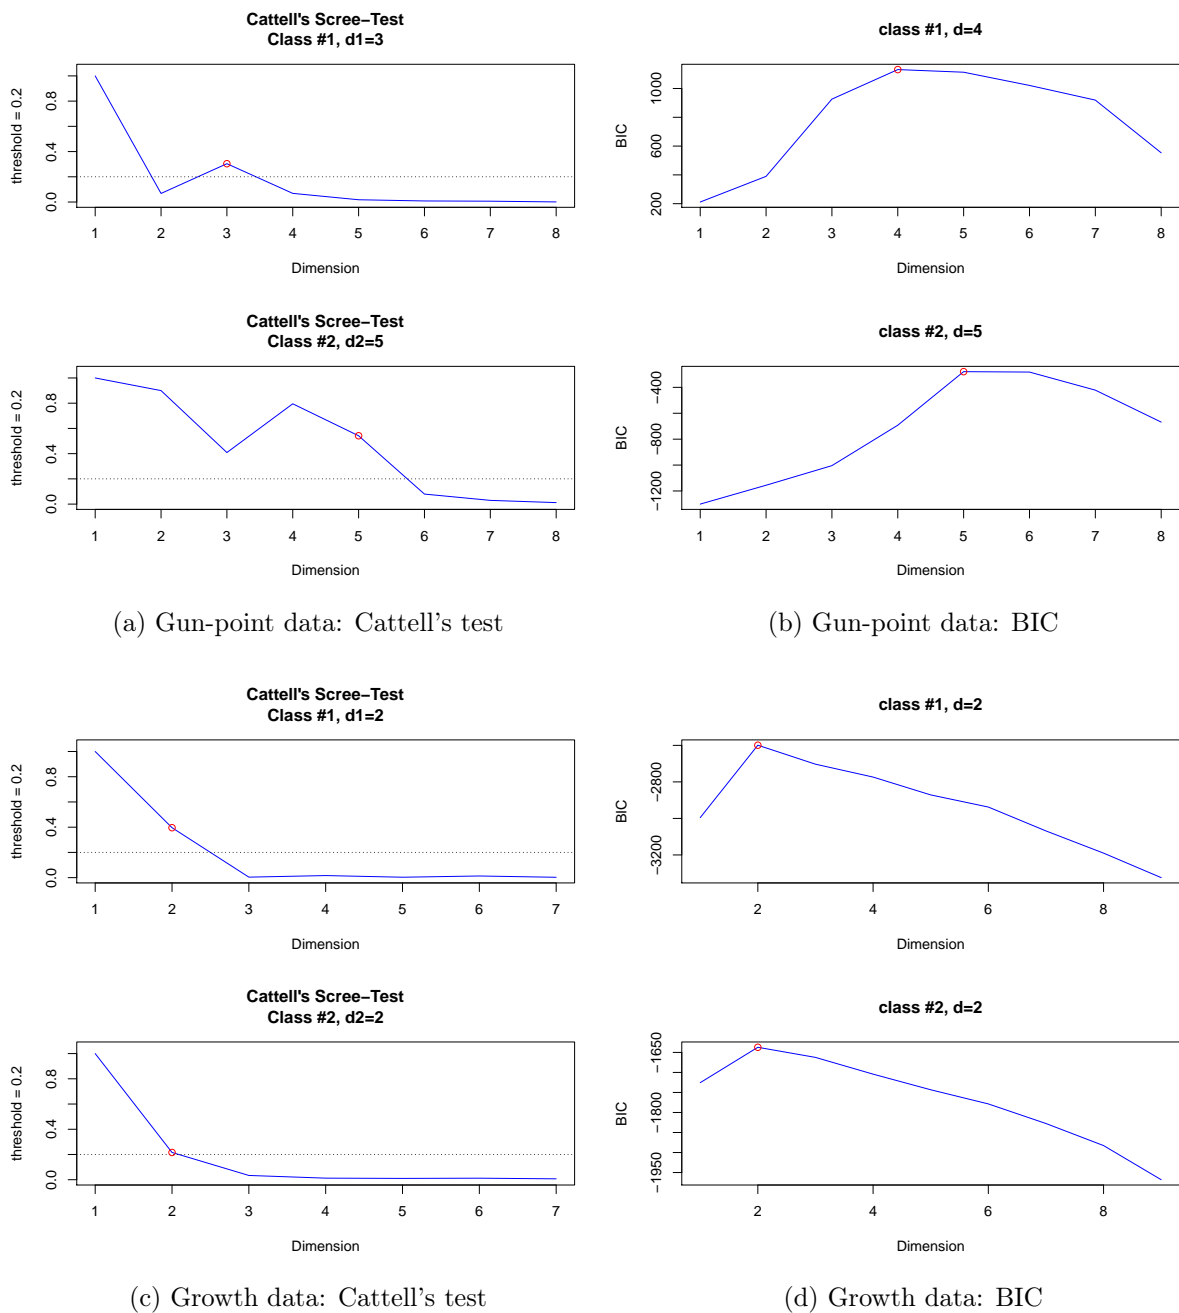 Cattell's Scree−Test
Class #1, d1=3
threshold = 0.2
0.0 0.4 0.8
1 2 3 4 5 6 7 8
Dimension
class #1, d=4
BIC
200 600 1000
1 2 3 4 5 6 7 8
Cattell's Scree−Test
Class #2, d2=5
threshold = 0.2
0.0 0.4 0.8
1 2 3 4 5 6 7 8
Dimension
class #2, d=5
BIC
−1200 −800 −400
1 2 3 4 5 6 7 8
(a) Gun-point data: Cattell's test
(b) Gun-point data: BIC
Cattell's Scree−Test
Class #1, d1=2
threshold = 0.2
0.0 0.4 0.8
1 2 3 4 5 6 7
Dimension
class #1, d=2
BIC
−3200 −2800
2 4 6 8
Cattell's Scree−Test
Class #2, d2=2
threshold = 0.2
0.0 0.4 0.8
1 2 3 4 5 6 7
Dimension
class #2, d=2
BIC
−1950 −1800 −1650
2 4 6 8
(c) Growth data: Cattell's test
(d) Growth data: BIC